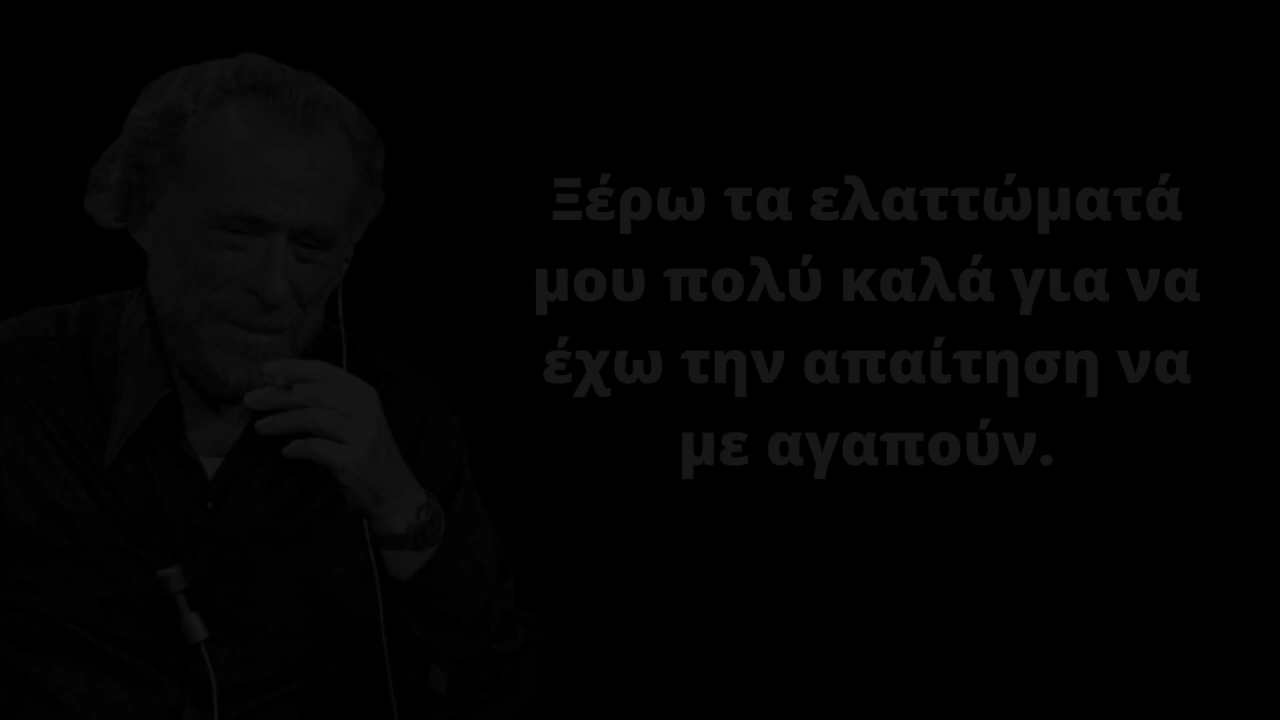 Ξέρω τα ελαττώματά
μου πολύ καλά για να
έχω την απαίτηση να
με αγαπούν.